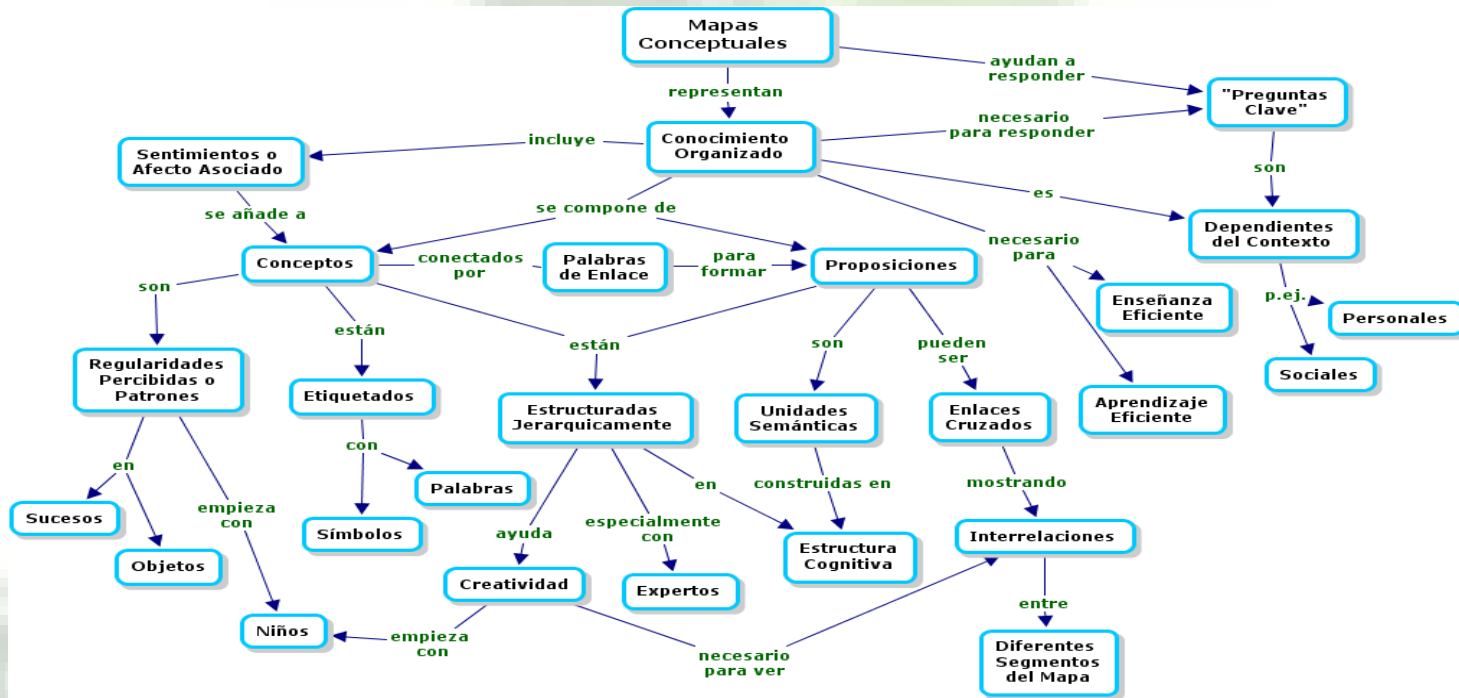 Mapas
Conceptuales
ayudan a
responder
representan
"Preguntas
Clave"
necesario
para responder
incluye
Conocimiento
Organizado
Sentimientos o
Afecto Asociado
son
es
se añade a
se compone de
Dependientes
del Contexto
necesario
para
Conceptos
conectados
por
Palabras
de Enlace
para
formar
Proposiciones
son
p.ej.
Enseñanza
Eficiente
Personales
están
están
son
pueden
ser
Regularidades
Percibidas o
Patrones
Sociales
Etiquetados
Estructuradas
Jerarquicamente
Unidades
Semánticas
Enlaces
Cruzados
Aprendizaje
Eficiente
con
en
en
construidas en
mostrando
Palabras
Sucesos
empieza
con
Símbolos
ayuda
especialmente
con
Interrelaciones
Objetos
Estructura
Cognitiva
Creatividad
Expertos
entre
Niños
empieza
con
necesario
para ver
Diferentes
Segmentos
del Mapa